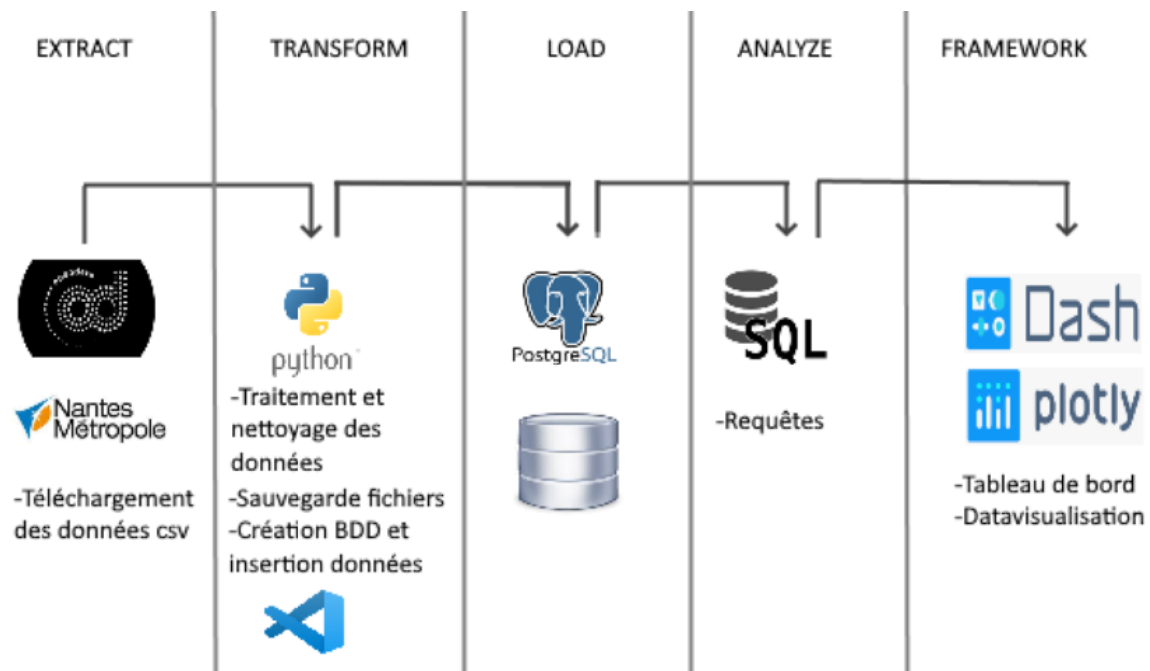 EXTRACT
TRANSFORM
LOAD
ANALYZE
FRAMEWORK
Nantes
Métropole
-Téléchargement
des données csv
python
-Traitement et
nettoyage des
données
-Sauvegarde fichiers
-Création BDD et
insertion données
PostgreSQL
SQL
-Requêtes
Dash
plotly
-Tableau de bord
-Datavisualisation